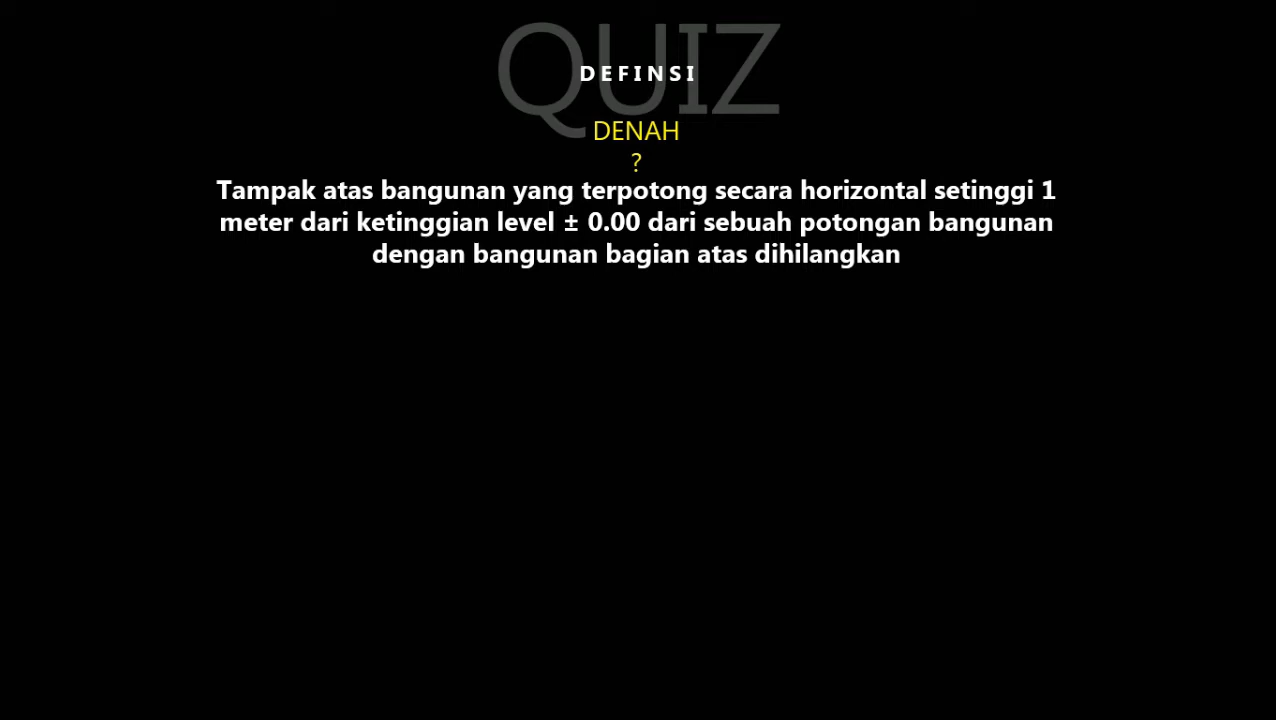 QUIZ
DEFINSI
DENAH
?
Tampak atas bangunan yang terpotong secara horizontal setinggi 1
meter dari ketinggian level ± 0.00 dari sebuah potongan bangunan
dengan bangunan bagian atas dihilangkan